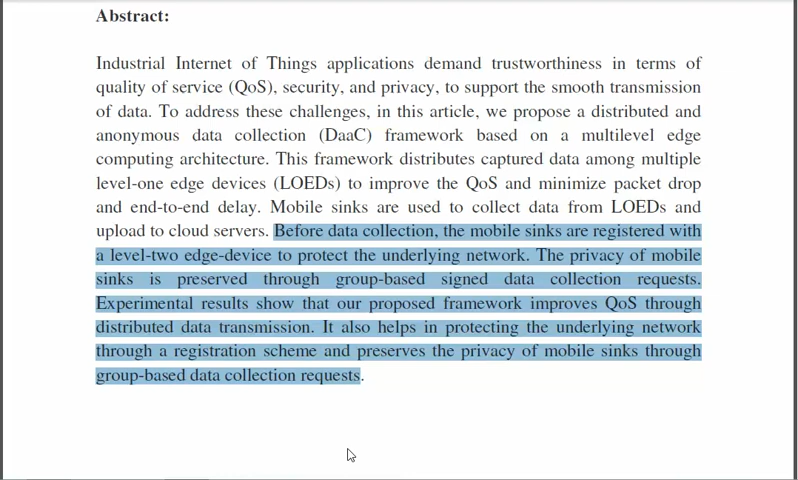 Abstract:
Industrial Internet of Things applications demand trustworthiness in terms of
quality of service (QoS), security, and privacy, to support the smooth transmission
of data. To address these challenges, in this article, we propose a distributed and
anonymous data collection (DaaC) framework based on a multilevel edge
computing architecture. This framework distributes captured data among multiple
level-one edge devices (LOEDs) to improve the QoS and minimize packet drop
and end-to-end delay. Mobile sinks are used to collect data from LOEDs and
upload to cloud servers. Before data collection, the mobile sinks are registered with
a level-two edge-device to protect the underlying network. The privacy of mobile
sinks is preserved through group-based signed data collection requests.
Experimental results show that our proposed framework improves QoS through
distributed data transmission. It also helps in protecting the underlying network
through a registration scheme and preserves the privacy of mobile sinks through
group-based data collection requests.